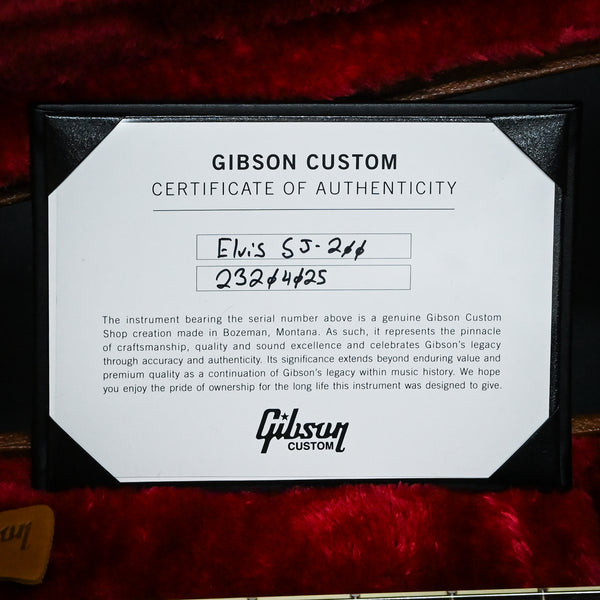 GIBSON CUSTOM
CERTIFICATE OF AUTHENTICITY
Elvis SJ-200
23204025
The instrument bearing the serial number above is a genuine Gibson Custom
Shop creation made in Bozeman, Montana. As such, it represents the pinnacle
of craftsmanship, quality and sound excellence and celebrates Gibson's legacy
through accuracy and authenticity. Its significance extends beyond enduring value and
premium quality as a continuation of Gibson's legacy within music history. We hope
you enjoy the pride of ownership for the long life this instrument was designed to give.
Gibson
CUSTOM